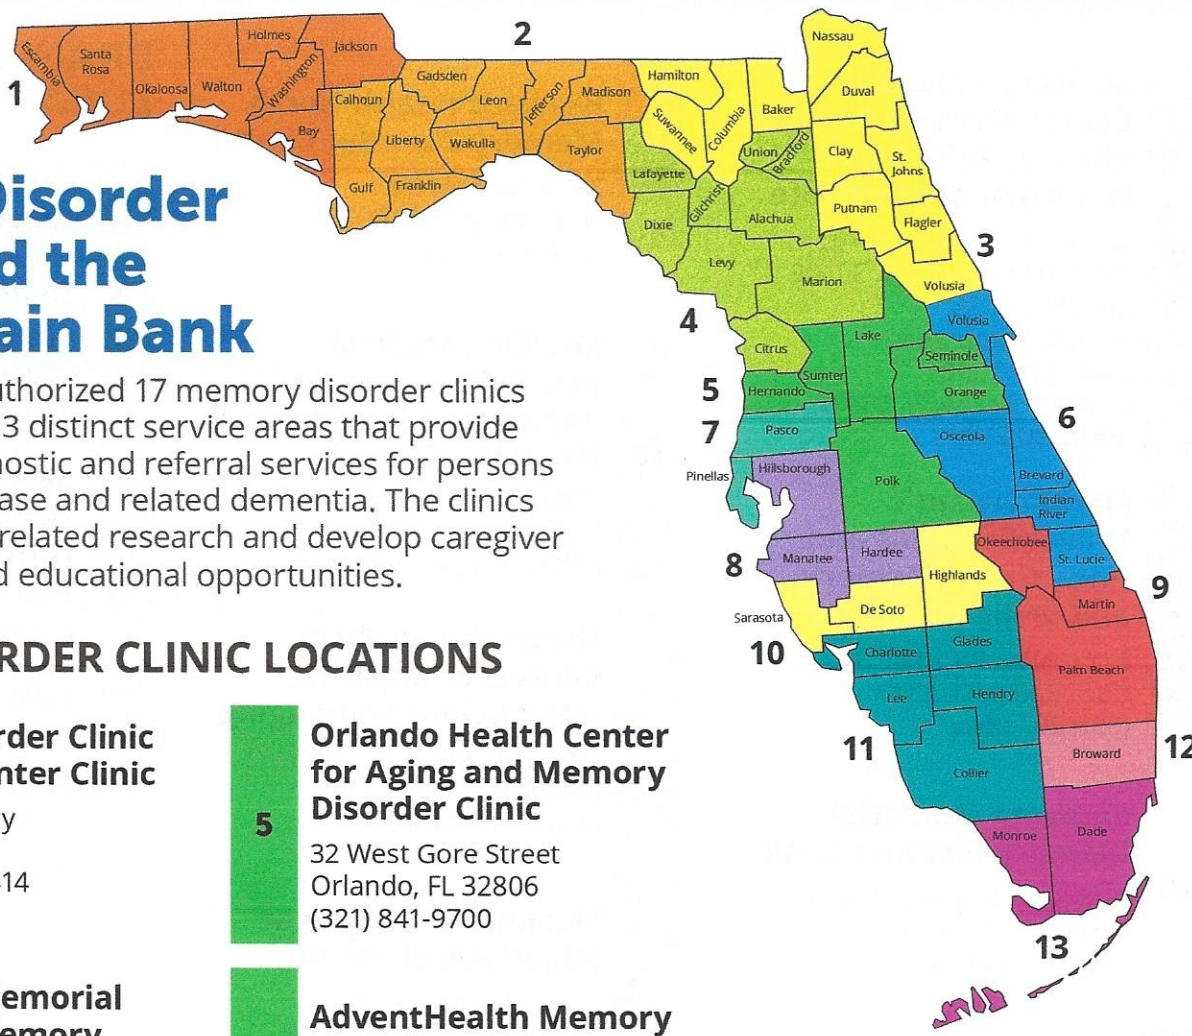 1
2
3
4
5
6
7
8
9
10
11
12
13
Escambia
Santa
Rosa
Okaloosa
Walton
Holmes
Washington
Jackson
Bay
Calhoun
Gulf
Gadsden
Liberty
Franklin
Leon
Wakulla
Jefferson
Madison
Taylor
Hamilton
Suwannee
Columbia
Baker
Nassau
Duval
Clay
St.
Johns
Putnam
Flagler
Volusia
Lafayette
Union
Bradford
Dixie
Gilchrist
Alachua
Levy
Marion
Citrus
Hernando
Sumter
Lake
Seminole
Orange
Volusia
Pasco
Pinellas
Hillsborough
Polk
Osceola
Brevard
Indian
River
Manatee
Hardee
Highlands
Okeechobee
St. Lucie
Sarasota
De Soto
Martin
Charlotte
Glades
Palm Beach
Lee
Hendry
Collier
Broward
Monroe
Dade
Disorder
d the
ain Bank
uthorized 17 memory disorder clinics
3 distinct service areas that provide
nostic and referral services for persons
ase and related dementia. The clinics
related research and develop caregiver
d educational opportunities.
RDER CLINIC LOCATIONS
rder Clinic
nter Clinic
y
14
emorial
emory
5
Orlando Health Center
for Aging and Memory
Disorder Clinic
32 West Gore Street
Orlando, FL 32806
(321) 841-9700
AdventHealth Memory